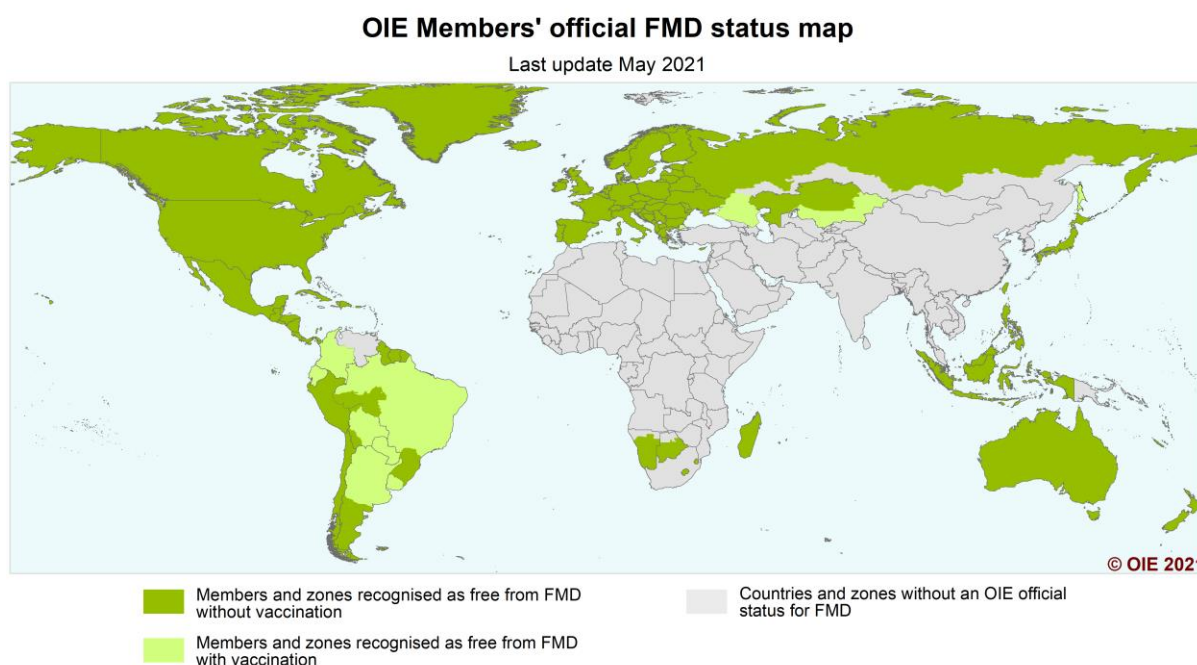 OIE Members' official FMD status map
Last update May 2021
© OIE 2021
Members and zones recognised as free from FMD
without vaccination
Countries and zones without an OIE official
status for FMD
Members and zones recognised as free from FMD
with vaccination